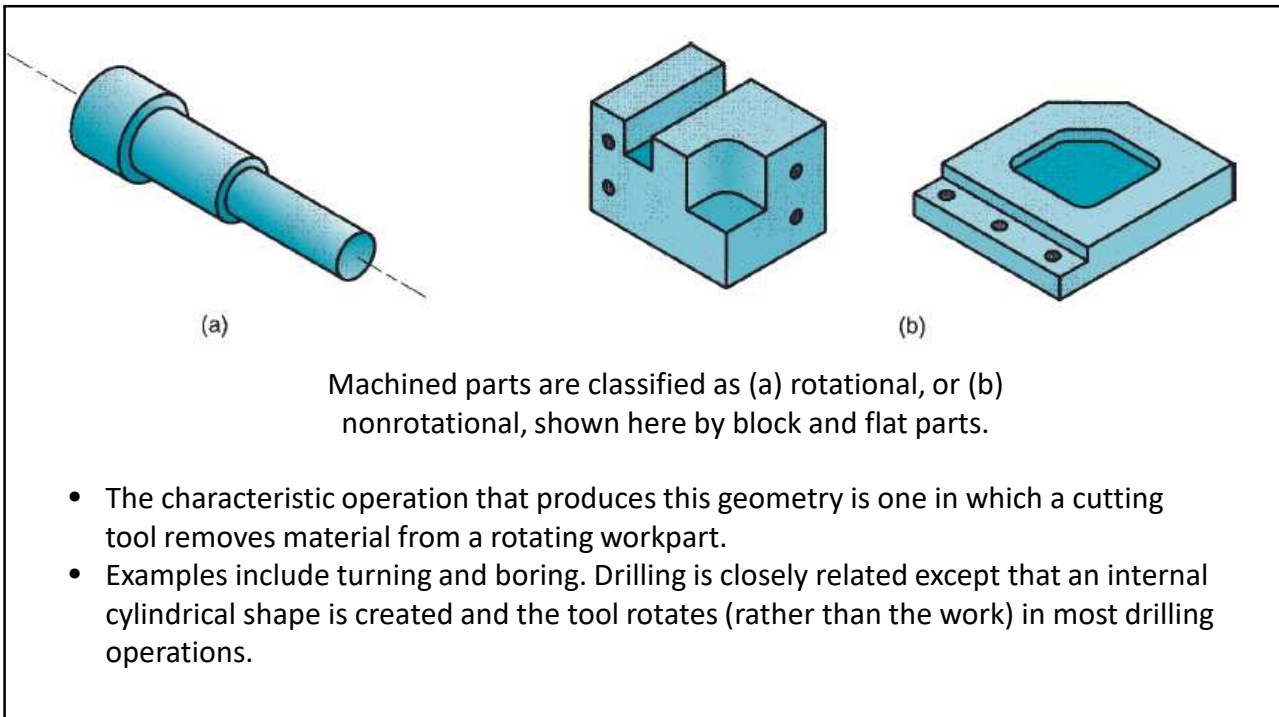 (a)
(b)
Machined parts are classified as (a) rotational, or (b)
nonrotational, shown here by block and flat parts.
• The characteristic operation that produces this geometry is one in which a cutting
tool removes material from a rotating workpart.
• Examples include turning and boring. Drilling is closely related except that an internal
cylindrical shape is created and the tool rotates (rather than the work) in most drilling
operations.